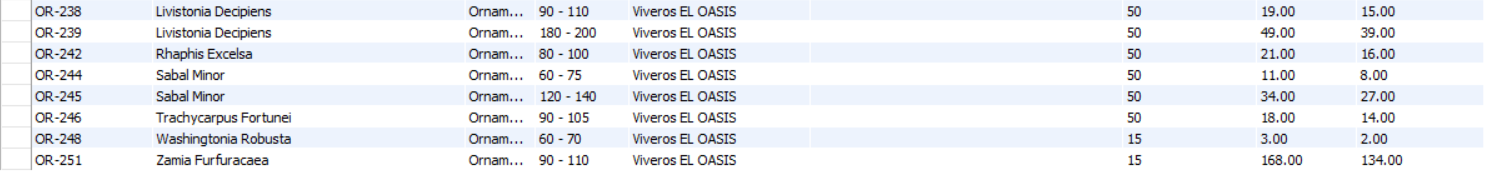 OR-238 Livistonia Decipiens Ornam... 90 - 110 Viveros EL OASIS 50 19.00 15.00
OR-239 Livistonia Decipiens Ornam... 180 - 200 Viveros EL OASIS 50 49.00 39.00
OR-242 Rhaphis Excelsa Ornam... 80 - 100 Viveros EL OASIS 50 21.00 16.00
OR-244 Sabal Minor Ornam... 60 - 75 Viveros EL OASIS 50 11.00 8.00
OR-245 Sabal Minor Ornam... 120 - 140 Viveros EL OASIS 50 34.00 27.00
OR-246 Trachycarpus Fortunei Ornam... 90 - 105 Viveros EL OASIS 50 18.00 14.00
OR-248 Washingtonia Robusta Ornam... 60 - 70 Viveros EL OASIS 15 3.00 2.00
OR-251 Zamia Furfuracaea Ornam... 90 - 110 Viveros EL OASIS 15 168.00 134.00